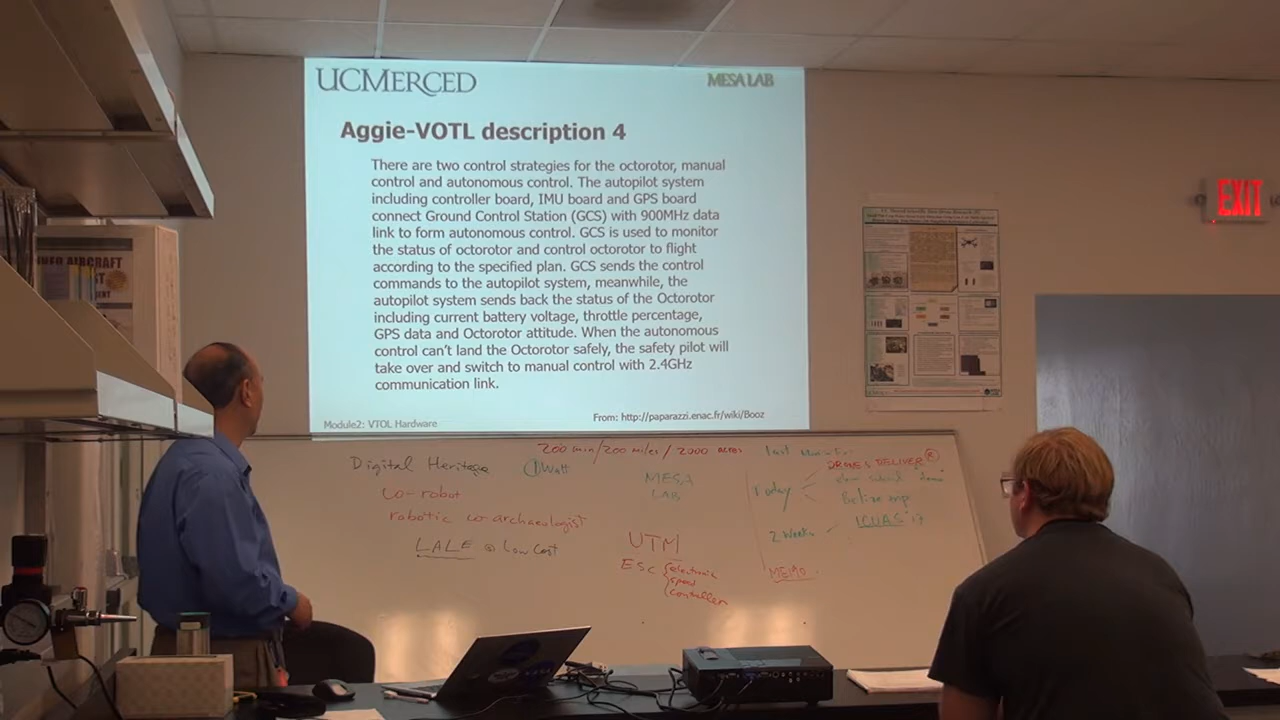 UCMERCED
MESA LAB
Aggie-VOTL description 4
There are two control strategies for the octorotor, manual
control and autonomous control. The autopilot system
including controller board, IMU board and GPS board
connect Ground Control Station (GCS) with 900MHz data
link to form autonomous control. GCS is used to monitor
the status of octorotor and control octorotor to flight
according to the specified plan. GCS sends the control
commands to the autopilot system, meanwhile, the
autopilot system sends back the status of the Octorotor
including current battery voltage, throttle percentage,
GPS data and Octorotor attitude. When the autonomous
control can't land the Octorotor safely, the safety pilot will
take over and switch to manual control with 2.4GHz
communication link.
From: http://paparazzi.enac.fr/wiki/Booz
Module2: VTOL Hardware
EXIT
AIRCRAFT
200 min/200 miles/2000 acres
Digital Heritage
1 Watt
MESA
LAB
last
DRONES DELIVER ®
Today
demo
Belize trip
co-robot
robotic co-archaeologist
LALE @ Low Cost
2 Weeks
ICUAS '17
UTM
ESC { electronic
speed
controller
MEMO